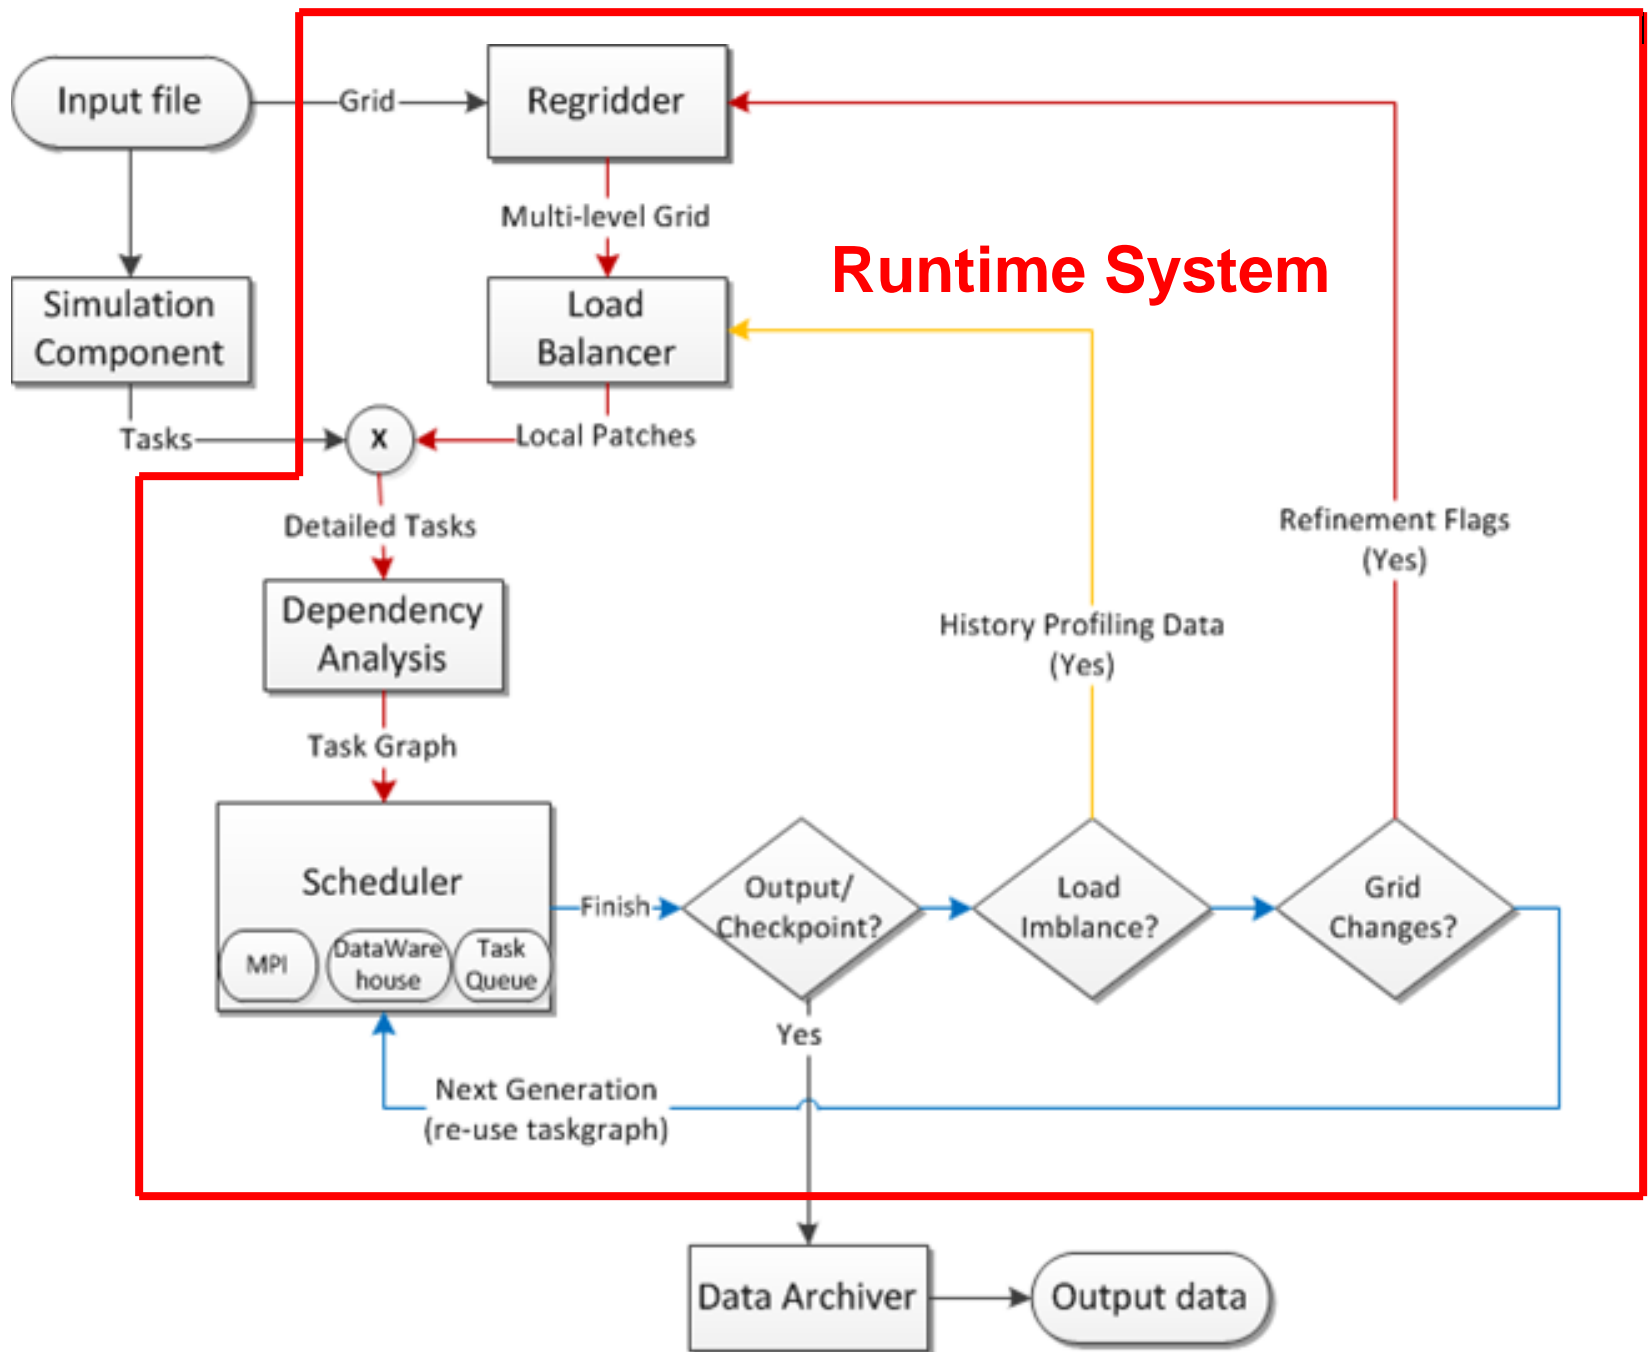 Input file
Grid
Regridder
Multi-level Grid
Runtime System
Simulation
Component
Load
Balancer
Tasks
X
Local Patches
Detailed Tasks
Refinement Flags
(Yes)
Dependency
Analysis
History Profiling Data
(Yes)
Task Graph
Scheduler
MPI
DataWare
house
Task
Queue
Finish
Output/
Checkpoint?
Load
Imblance?
Grid
Changes?
Yes
Next Generation
(re-use taskgraph)
Data Archiver
Output data